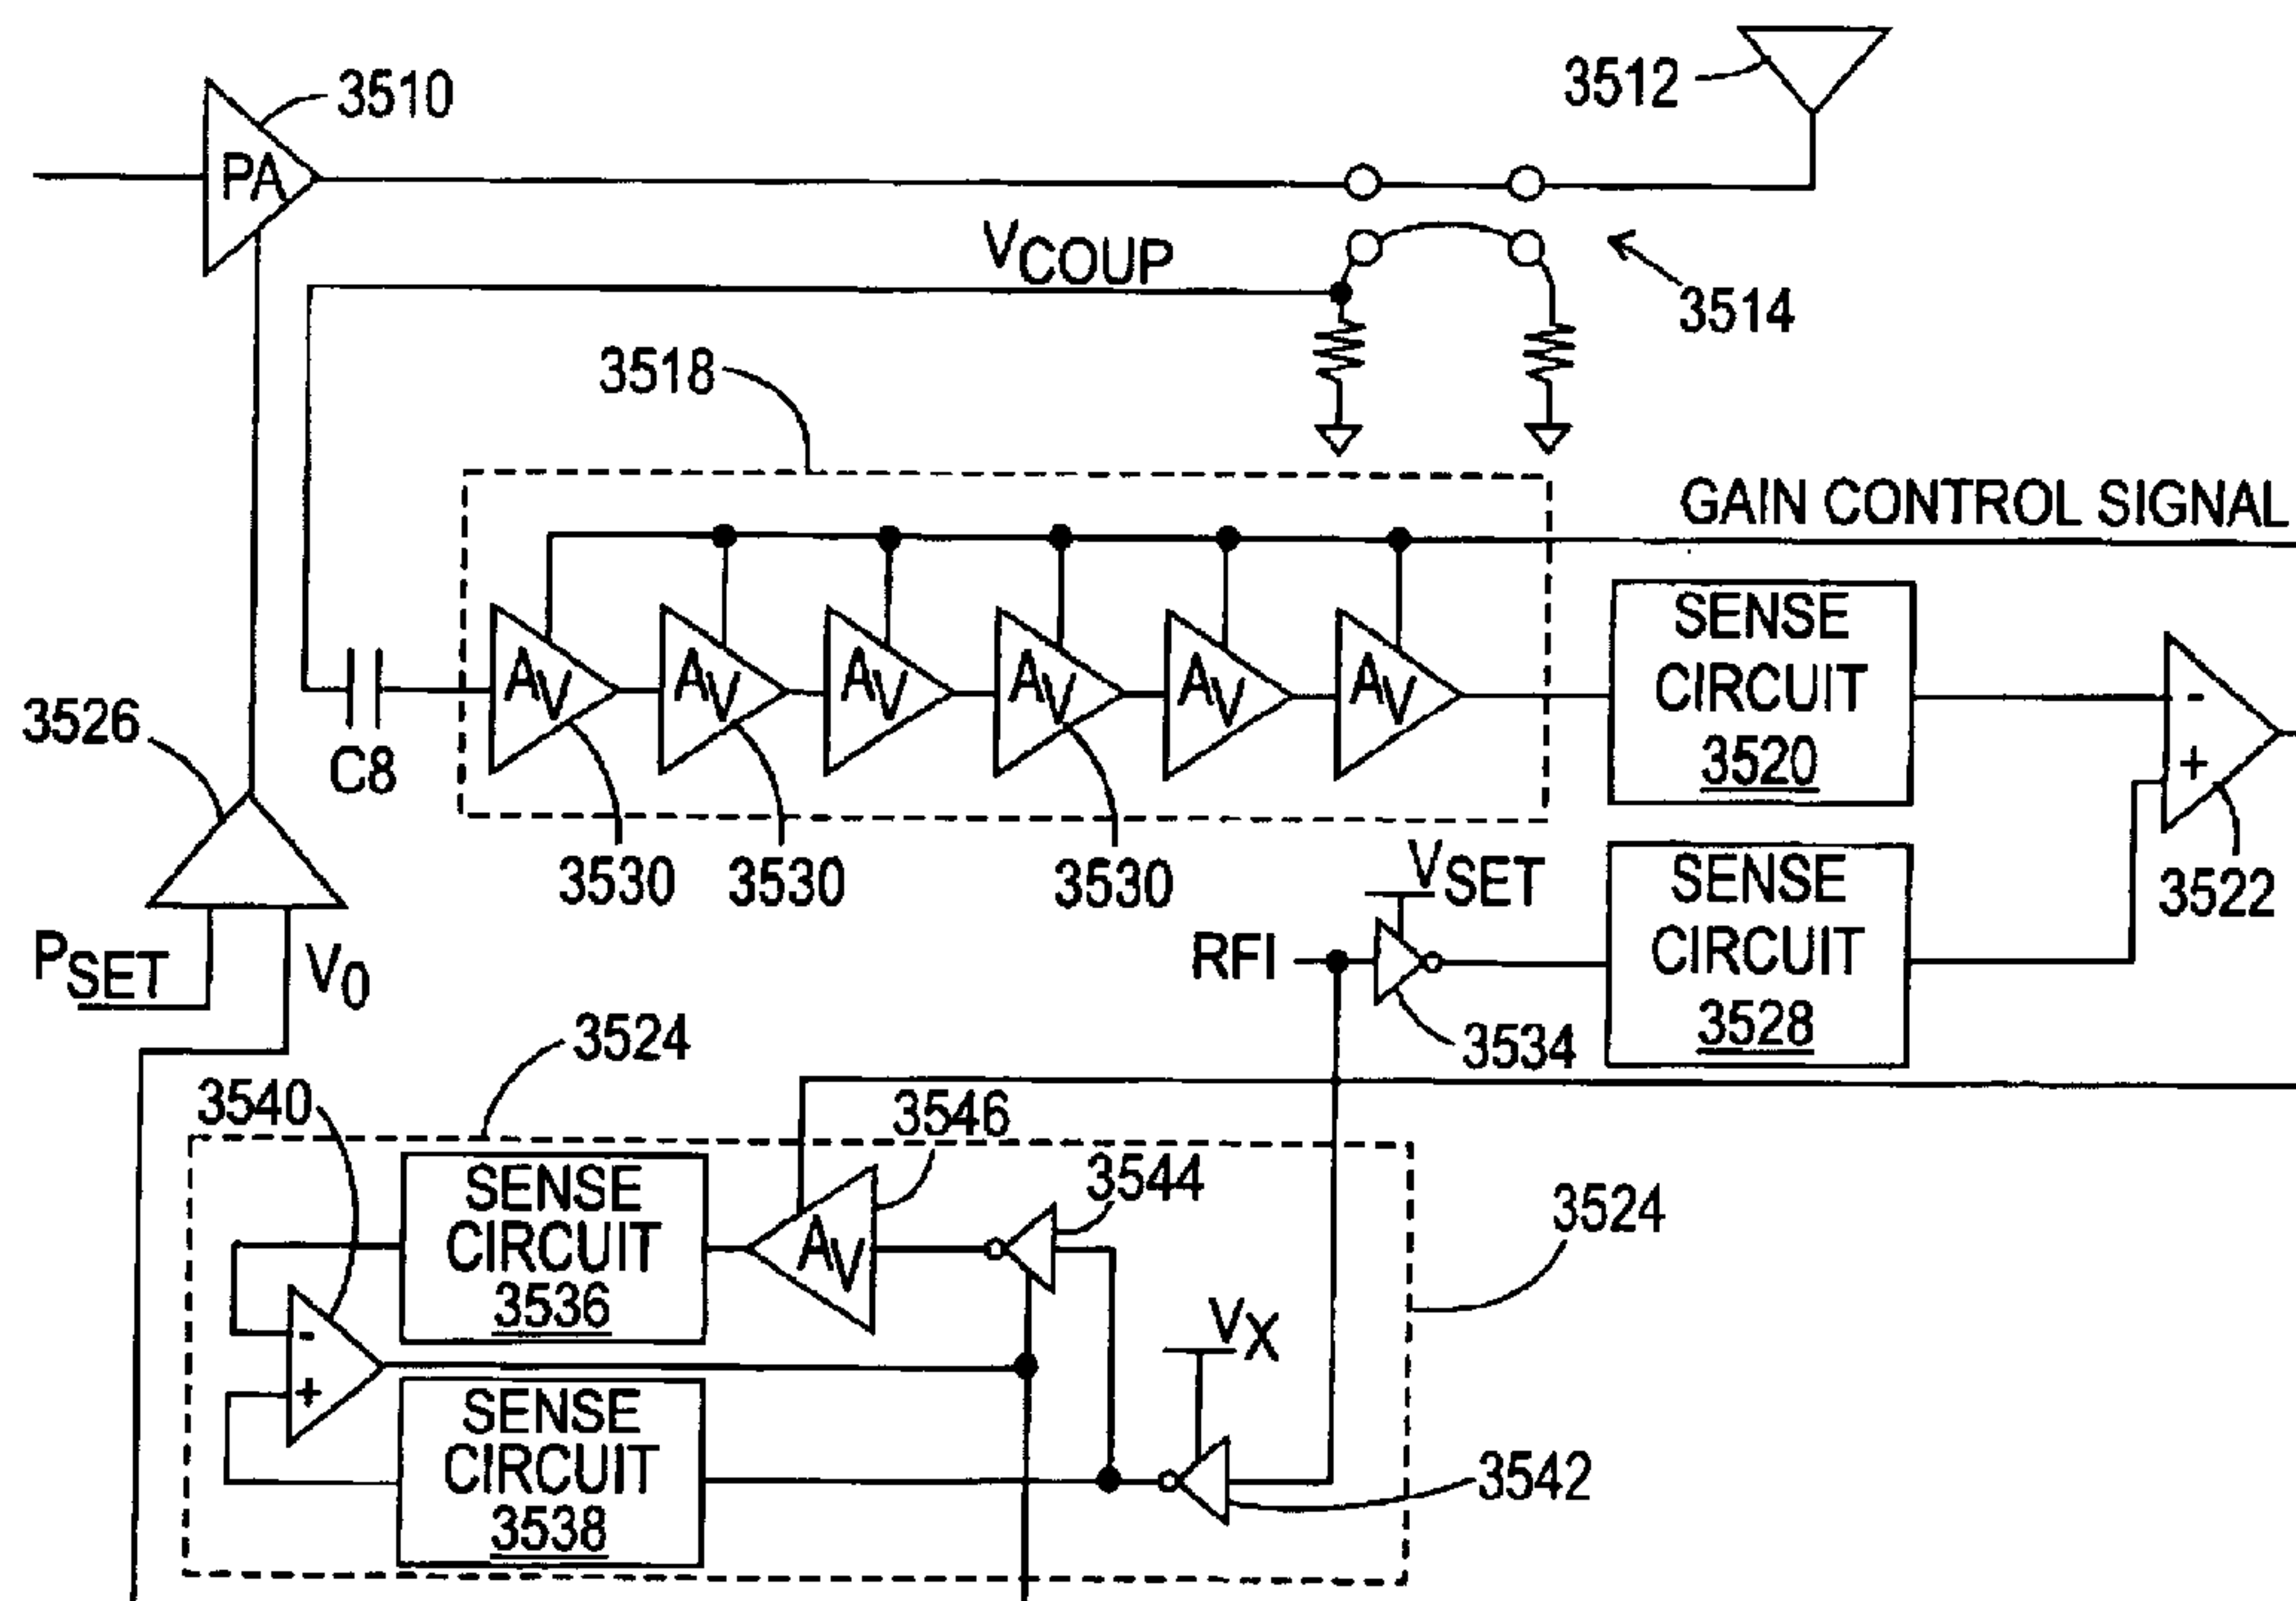 3510
3512
PA
VCOUP
3514
3518
GAIN CONTROL SIGNAL
AV
AV
AV
AV
AV
AV
SENSE
CIRCUIT
3520
-
+
3522
3526
C8
3530
3530
3530
VSET
RFI
3534
SENSE
CIRCUIT
3528
PSET
V0
3524
3540
3546
3544
3524
SENSE
CIRCUIT
3536
AV
VX
-
+
SENSE
CIRCUIT
3538
3542